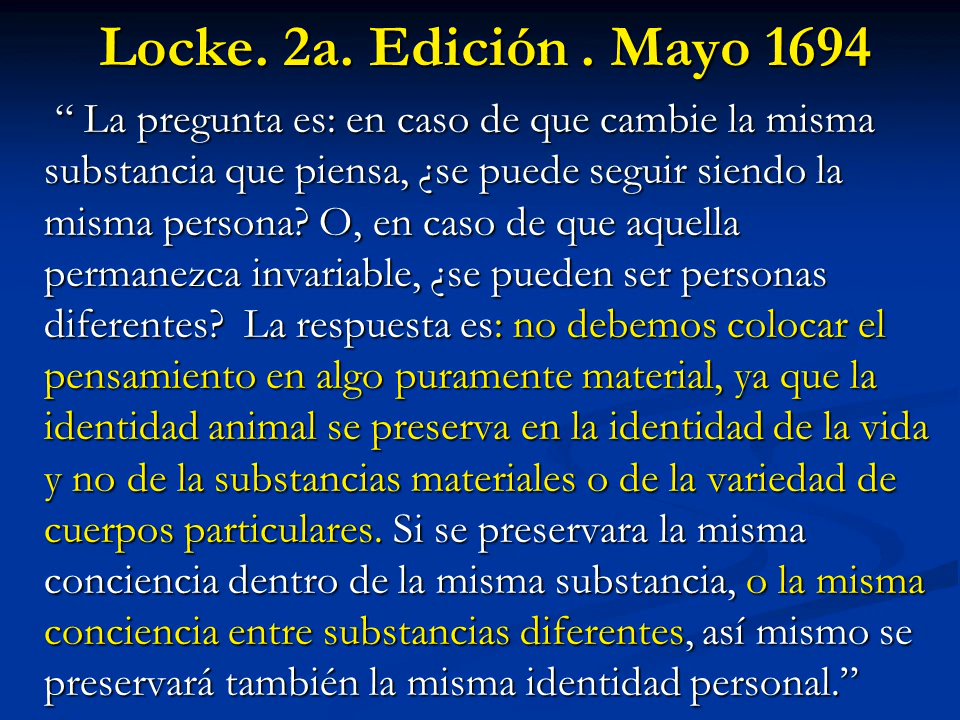 Locke. 2a. Edición . Mayo 1694
“ La pregunta es: en caso de que cambie la misma
substancia que piensa, ¿se puede seguir siendo la
misma persona? O, en caso de que aquella
permanezca invariable, ¿se pueden ser personas
diferentes? La respuesta es: no debemos colocar el
pensamiento en algo puramente material, ya que la
identidad animal se preserva en la identidad de la vida
y no de la substancias materiales o de la variedad de
cuerpos particulares. Si se preservara la misma
conciencia dentro de la misma substancia, o la misma
conciencia entre substancias diferentes, así mismo se
preservará también la misma identidad personal.”